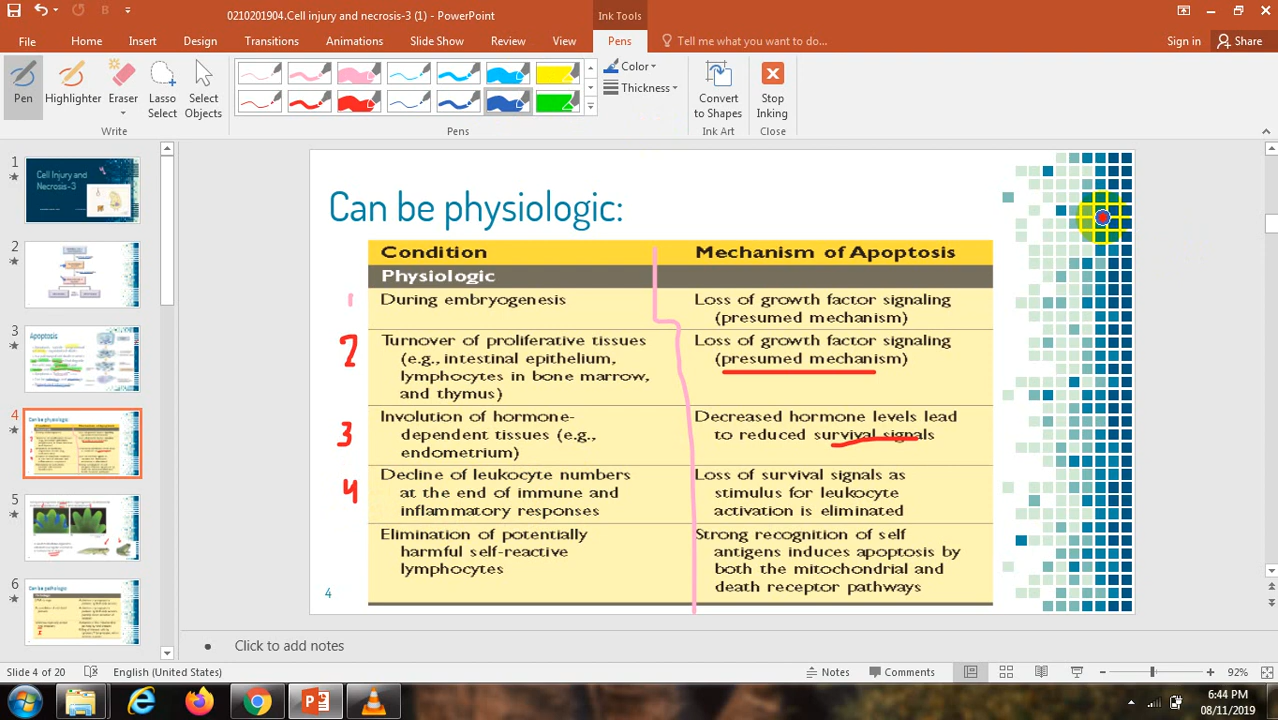 0210201904.Cell injury and necrosis-3 (1) - PowerPoint
Ink Tools
File Home Insert Design Transitions Animations Slide Show Review View Pens Tell me what you want to do... Sign in Share
Pen Highlighter Eraser Lasso Select Select Objects Color Thickness Convert to Shapes Stop Inking
Write Pens Ink Art Close
1
Cell Injury and
Necrosis-3
2
3
Apoptosis
4
5
6
Can be pathologic
Can be physiologic:
Condition Mechanism of Apoptosis
Physiologic
1 During embryogenesis Loss of growth factor signaling
(presumed mechanism)
2 Turnover of proliferative tissues Loss of growth factor signaling
(e.g., intestinal epithelium, (presumed mechanism)
lymphocytes in bone marrow,
and thymus)
3 Involution of hormone- Decreased hormone levels lead
dependent tissues (e.g., to reduced survival signals
endometrium)
4 Decline of leukocyte numbers Loss of survival signals as
at the end of immune and stimulus for leukocyte
inflammatory responses activation is eliminated
Elimination of potentially Strong recognition of self
harmful self-reactive antigens induces apoptosis by
lymphocytes both the mitochondrial and
death receptor pathways
4
Click to add notes
Slide 4 of 20 English (United States) Notes Comments 92%
6:44 PM
08/11/2019